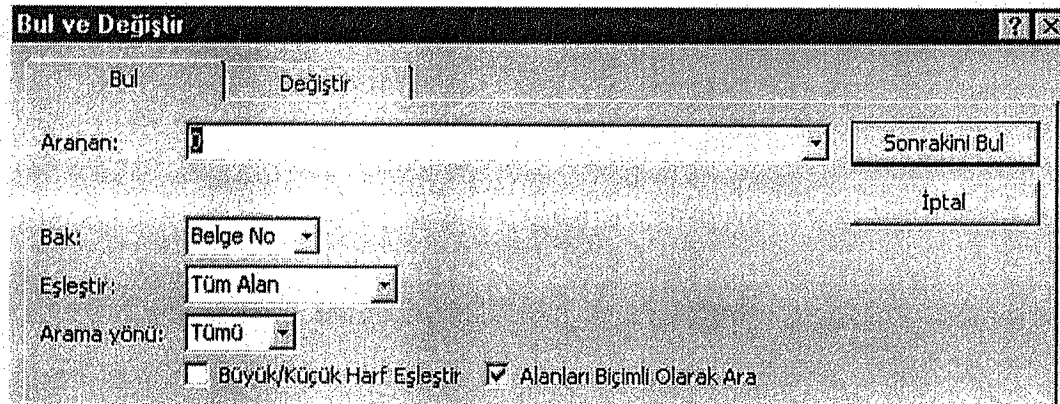 Bul ve Değiştir
Bul Değiştir
Aranan: Sonrakini Bul
İptal
Bak: Belge No
Eşleştir: Tüm Alan
Arama yönü: Tümü
Büyük/Küçük Harf Eşleştir Alanları Biçimli Olarak Ara